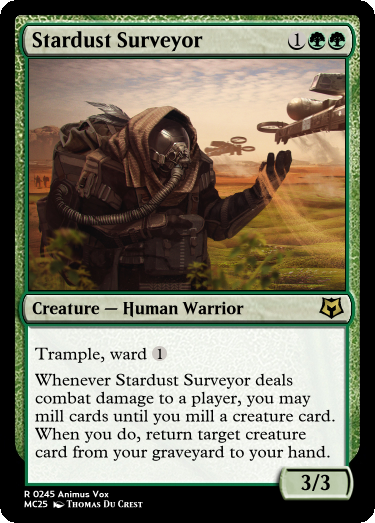 Stardust Surveyor 1
Creature — Human Warrior
Trample, ward 1
Whenever Stardust Surveyor deals
combat damage to a player, you may
mill cards until you mill a creature card.
When you do, return target creature
card from your graveyard to your hand.
3/3
R 0245 Animus Vox
MC25 Thomas Du Crest